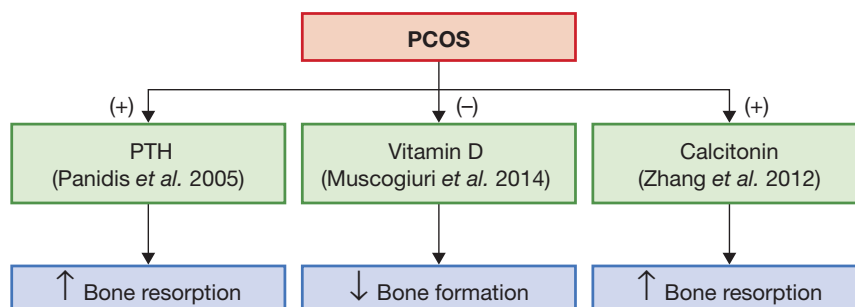 PCOS
(+) (–) (+)
PTH
(Panidis et al. 2005)
Vitamin D
(Muscogiuri et al. 2014)
Calcitonin
(Zhang et al. 2012)
↑ Bone resorption
↓ Bone formation
↑ Bone resorption